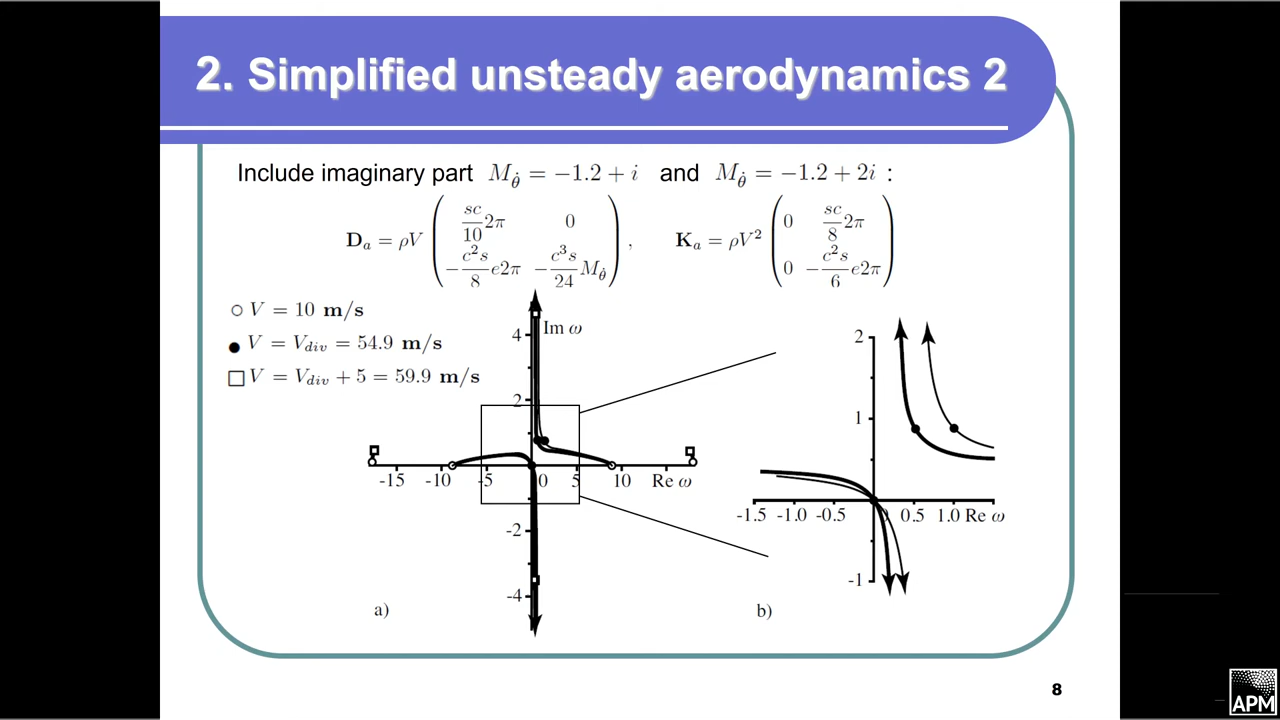 2. Simplified unsteady aerodynamics 2
Include imaginary part M_θ̇ = −1.2 + i and M_θ̇ = −1.2 + 2i :
D_a = ρV ( sc/10 2π 0 ; − c²s/8 e2π − c³s/24 M_θ̇ ) , K_a = ρV² ( 0 sc/8 2π ; 0 − c²s/6 e2π )
○ V = 10 m/s
● V = V_div = 54.9 m/s
□ V = V_div + 5 = 59.9 m/s
4 Im ω
2
-15 -10 -5 0 5 10 Re ω
-2
-4
a)
2
1
-1.5 -1.0 -0.5 0.5 1.0 Re ω
-1
b)
8
APM